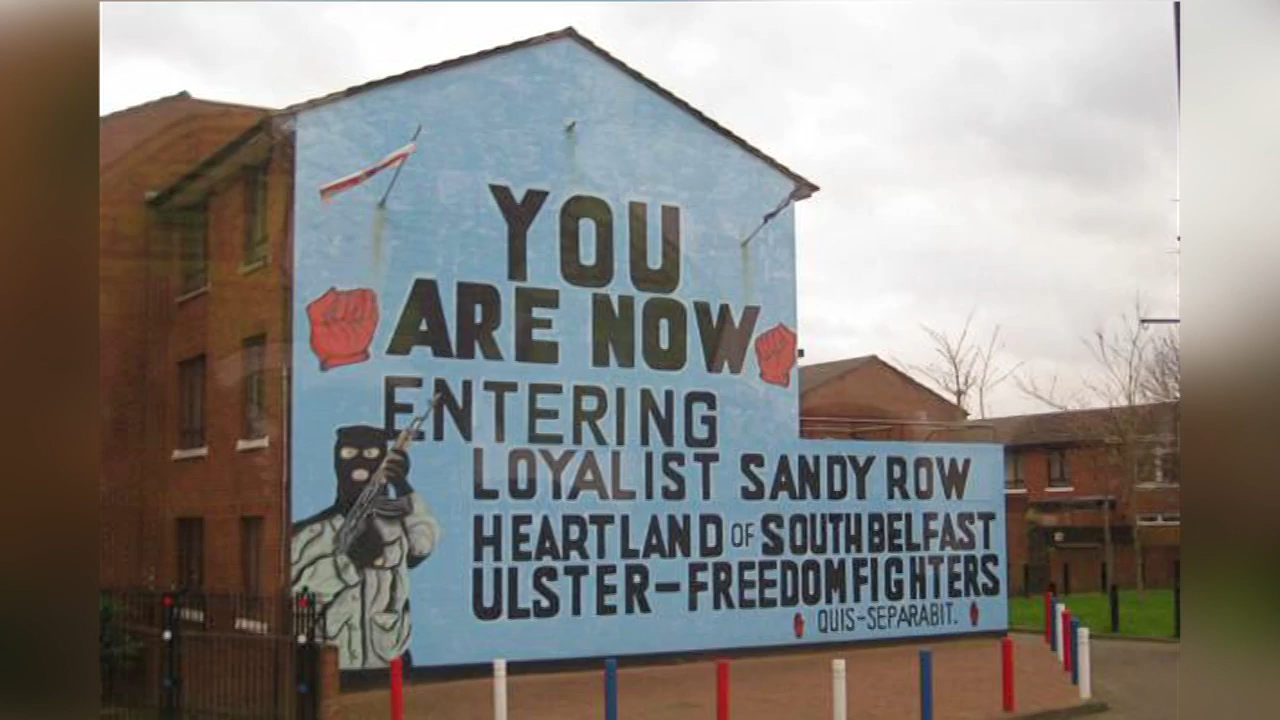 YOU
ARE NOW
ENTERING
LOYALIST SANDY ROW
HEARTLAND OF SOUTH BELFAST
ULSTER-FREEDOM FIGHTERS
QUIS-SEPARABIT.